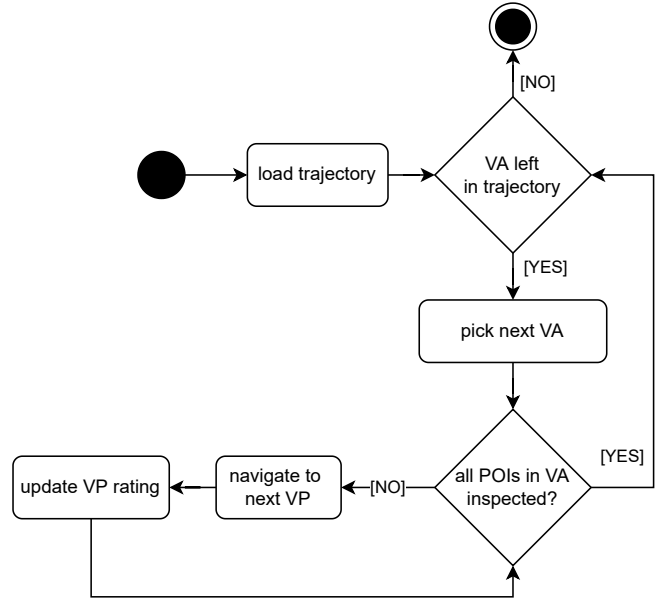 [NO]
load trajectory
VA left
in trajectory
[YES]
pick next VA
[YES]
update VP rating
navigate to
next VP
[NO]
all POIs in VA
inspected?